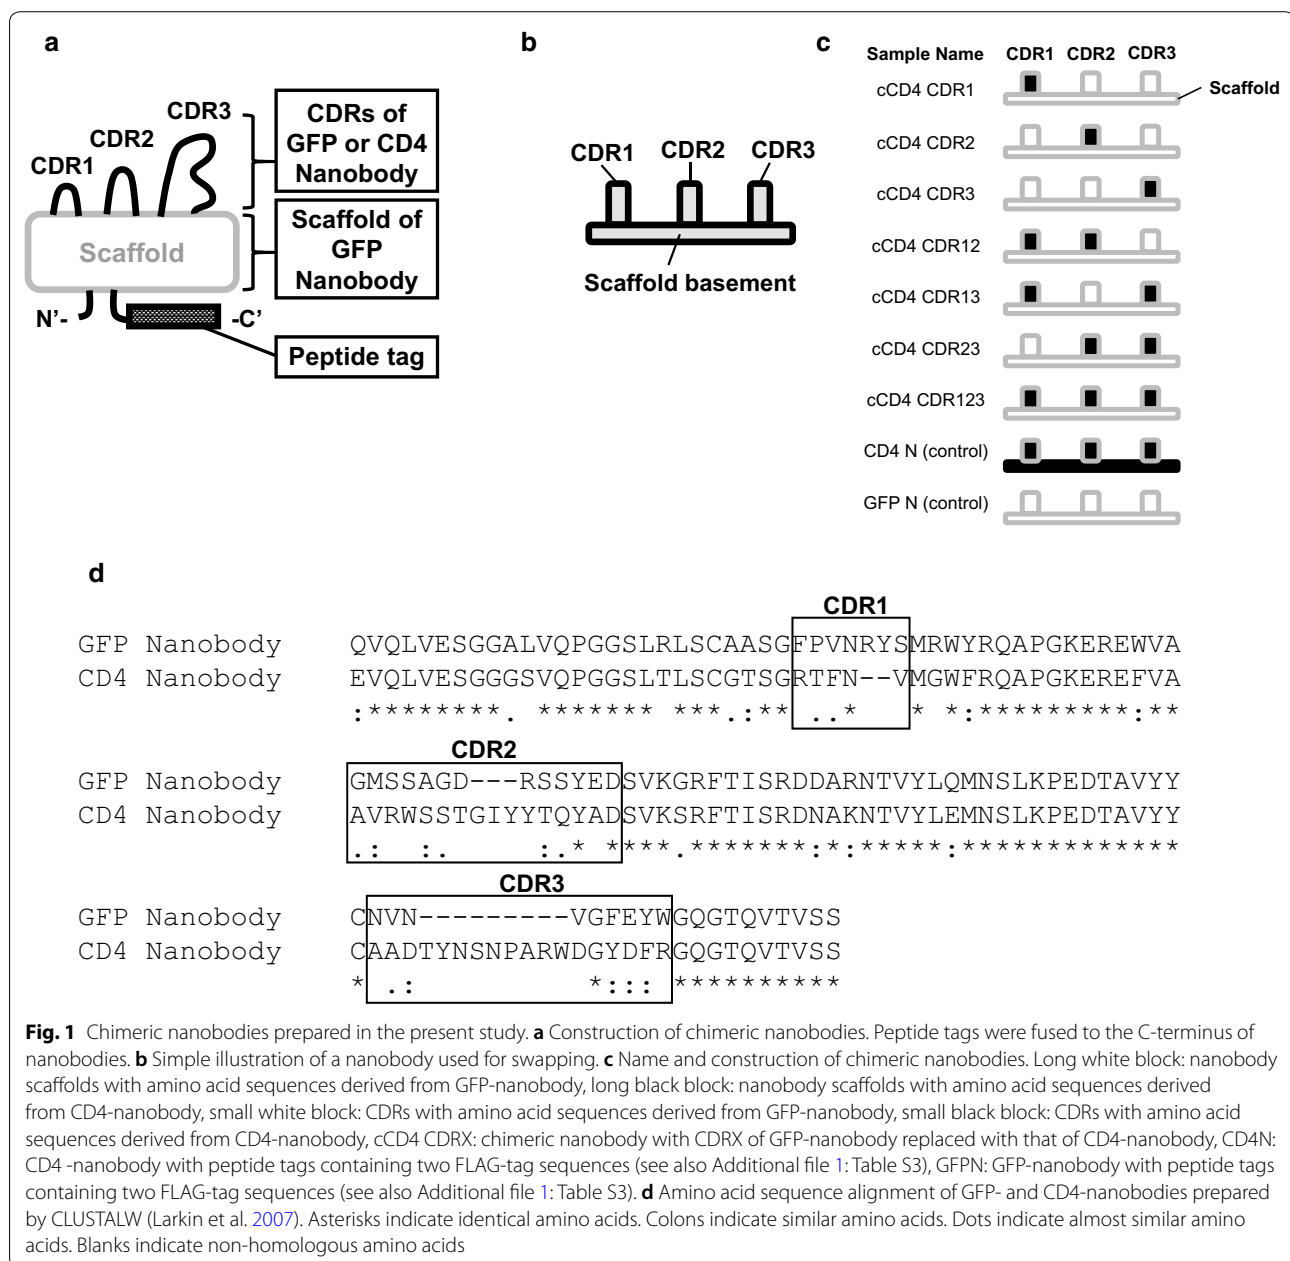 a
CDR1
CDR2
CDR3
CDRs of
GFP or CD4
Nanobody
Scaffold
Scaffold of
GFP
Nanobody
N'-
-C'
Peptide tag
b
CDR1
CDR2
CDR3
Scaffold basement
c
Sample Name CDR1 CDR2 CDR3
cCD4 CDR1
Scaffold
cCD4 CDR2
cCD4 CDR3
cCD4 CDR12
cCD4 CDR13
cCD4 CDR23
cCD4 CDR123
CD4 N (control)
GFP N (control)
d
CDR1
GFP Nanobody QVQLVESGGALVQPGGSLRLSCAASGFPVNRYSMRWYRQAPGKEREWVA
CD4 Nanobody EVQLVESGGGSVQPGGSLTLSCGTSGRTFN--VMGWFRQAPGKEREFVA
:********. ******* ***.:** ..* * *:**********:**
CDR2
GFP Nanobody GMSSAGD---RSSYEDSVKGRFTISRDDARNTVYLQMNSLKPEDTAVYY
CD4 Nanobody AVRWSSTGIYYTQYADSVKSRFTISRDNAKNTVYLEMNSLKPEDTAVYY
.: :. :.* ****.*******:*:*****:*************
CDR3
GFP Nanobody CNVN---------VGFEYWGQGTQVTVSS
CD4 Nanobody CAADTYNSNPARWDGYDFRGQGTQVTVSS
* .: *::: **********
Fig. 1 Chimeric nanobodies prepared in the present study. a Construction of chimeric nanobodies. Peptide tags were fused to the C-terminus of
nanobodies. b Simple illustration of a nanobody used for swapping. c Name and construction of chimeric nanobodies. Long white block: nanobody
scaffolds with amino acid sequences derived from GFP-nanobody, long black block: nanobody scaffolds with amino acid sequences derived
from CD4-nanobody, small white block: CDRs with amino acid sequences derived from GFP-nanobody, small black block: CDRs with amino acid
sequences derived from CD4-nanobody, cCD4 CDRX: chimeric nanobody with CDRX of GFP-nanobody replaced with that of CD4-nanobody, CD4N:
CD4 -nanobody with peptide tags containing two FLAG-tag sequences (see also Additional file 1: Table S3), GFPN: GFP-nanobody with peptide tags
containing two FLAG-tag sequences (see also Additional file 1: Table S3). d Amino acid sequence alignment of GFP- and CD4-nanobodies prepared
by CLUSTALW (Larkin et al. 2007). Asterisks indicate identical amino acids. Colons indicate similar amino acids. Dots indicate almost similar amino
acids. Blanks indicate non-homologous amino acids